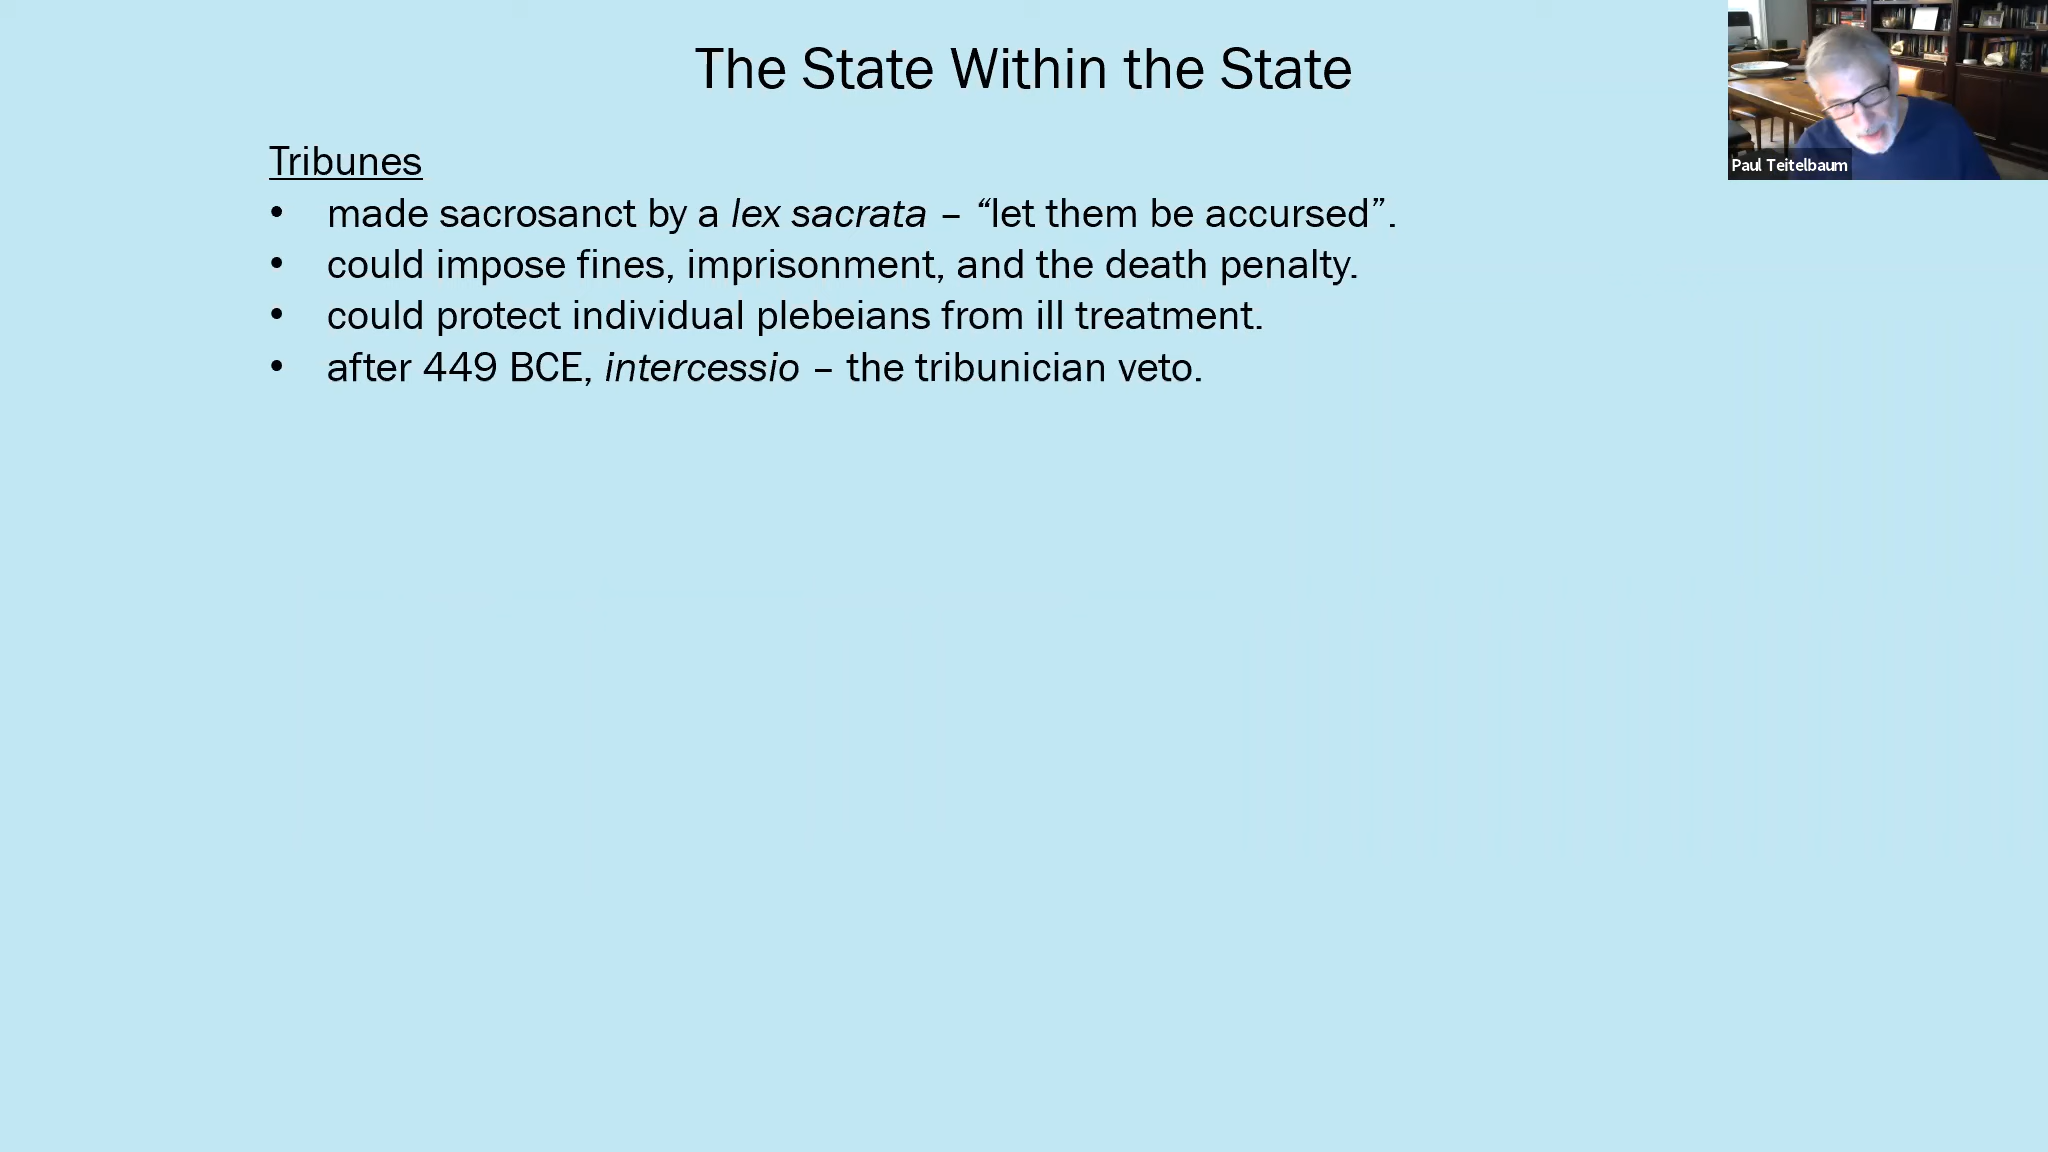 The State Within the State
Paul Teitelbaum
Tribunes
• made sacrosanct by a lex sacrata – “let them be accursed”.
• could impose fines, imprisonment, and the death penalty.
• could protect individual plebeians from ill treatment.
• after 449 BCE, intercessio – the tribunician veto.